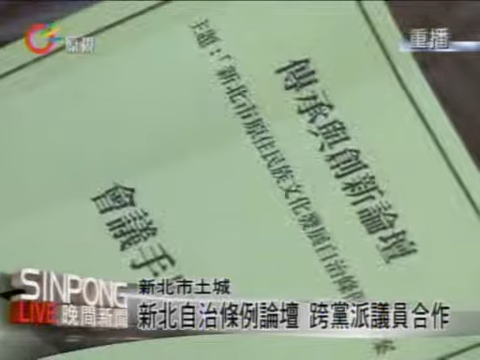 原視
重播
傳承與創新論壇
主題：「新北市原住民族文化發展自治條例
會議手
SINPONG
新北市土城
LIVE 晚間新聞
新北自治條例論壇 跨黨派議員合作